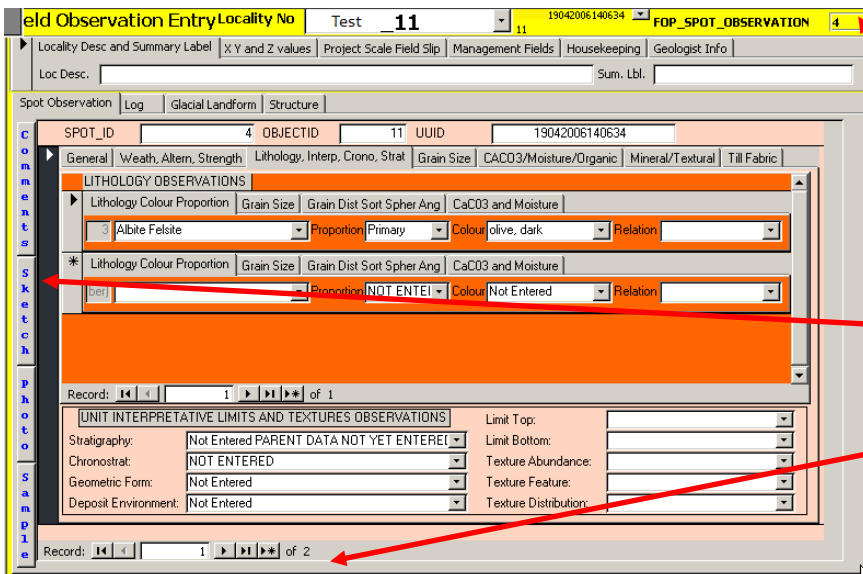 eld Observation Entry Locality No Test _11 11 19042006140634 FOP_SPOT_OBSERVATION 4
Locality Desc and Summary Label X Y and Z values Project Scale Field Slip Management Fields Housekeeping Geologist Info
Loc Desc. Sum. Lbl.
Spot Observation Log Glacial Landform Structure
Comments
Sketch
Photo
Sample
SPOT_ID 4 OBJECTID 11 UUID 19042006140634
General Weath, Altern, Strength Lithology, Interp, Crono, Strat Grain Size CACO3/Moisture/Organic Mineral/Textural Till Fabric
LITHOLOGY OBSERVATIONS
Lithology Colour Proportion Grain Size Grain Dist Sort Spher Ang CaC03 and Moisture
3 Albite Felsite Proportion Primary Colour olive, dark Relation
Lithology Colour Proportion Grain Size Grain Dist Sort Spher Ang CaC03 and Moisture
ber) Proportion NOT ENTEI Colour Not Entered Relation
Record: 1 of 1
UNIT INTERPRETATIVE LIMITS AND TEXTURES OBSERVATIONS
Stratigraphy: Not Entered PARENT DATA NOT YET ENTEREI
Chronostrat: NOT ENTERED
Geometric Form: Not Entered
Deposit Environment: Not Entered
Limit Top:
Limit Bottom:
Texture Abundance:
Texture Feature:
Texture Distribution:
Record: 1 of 2